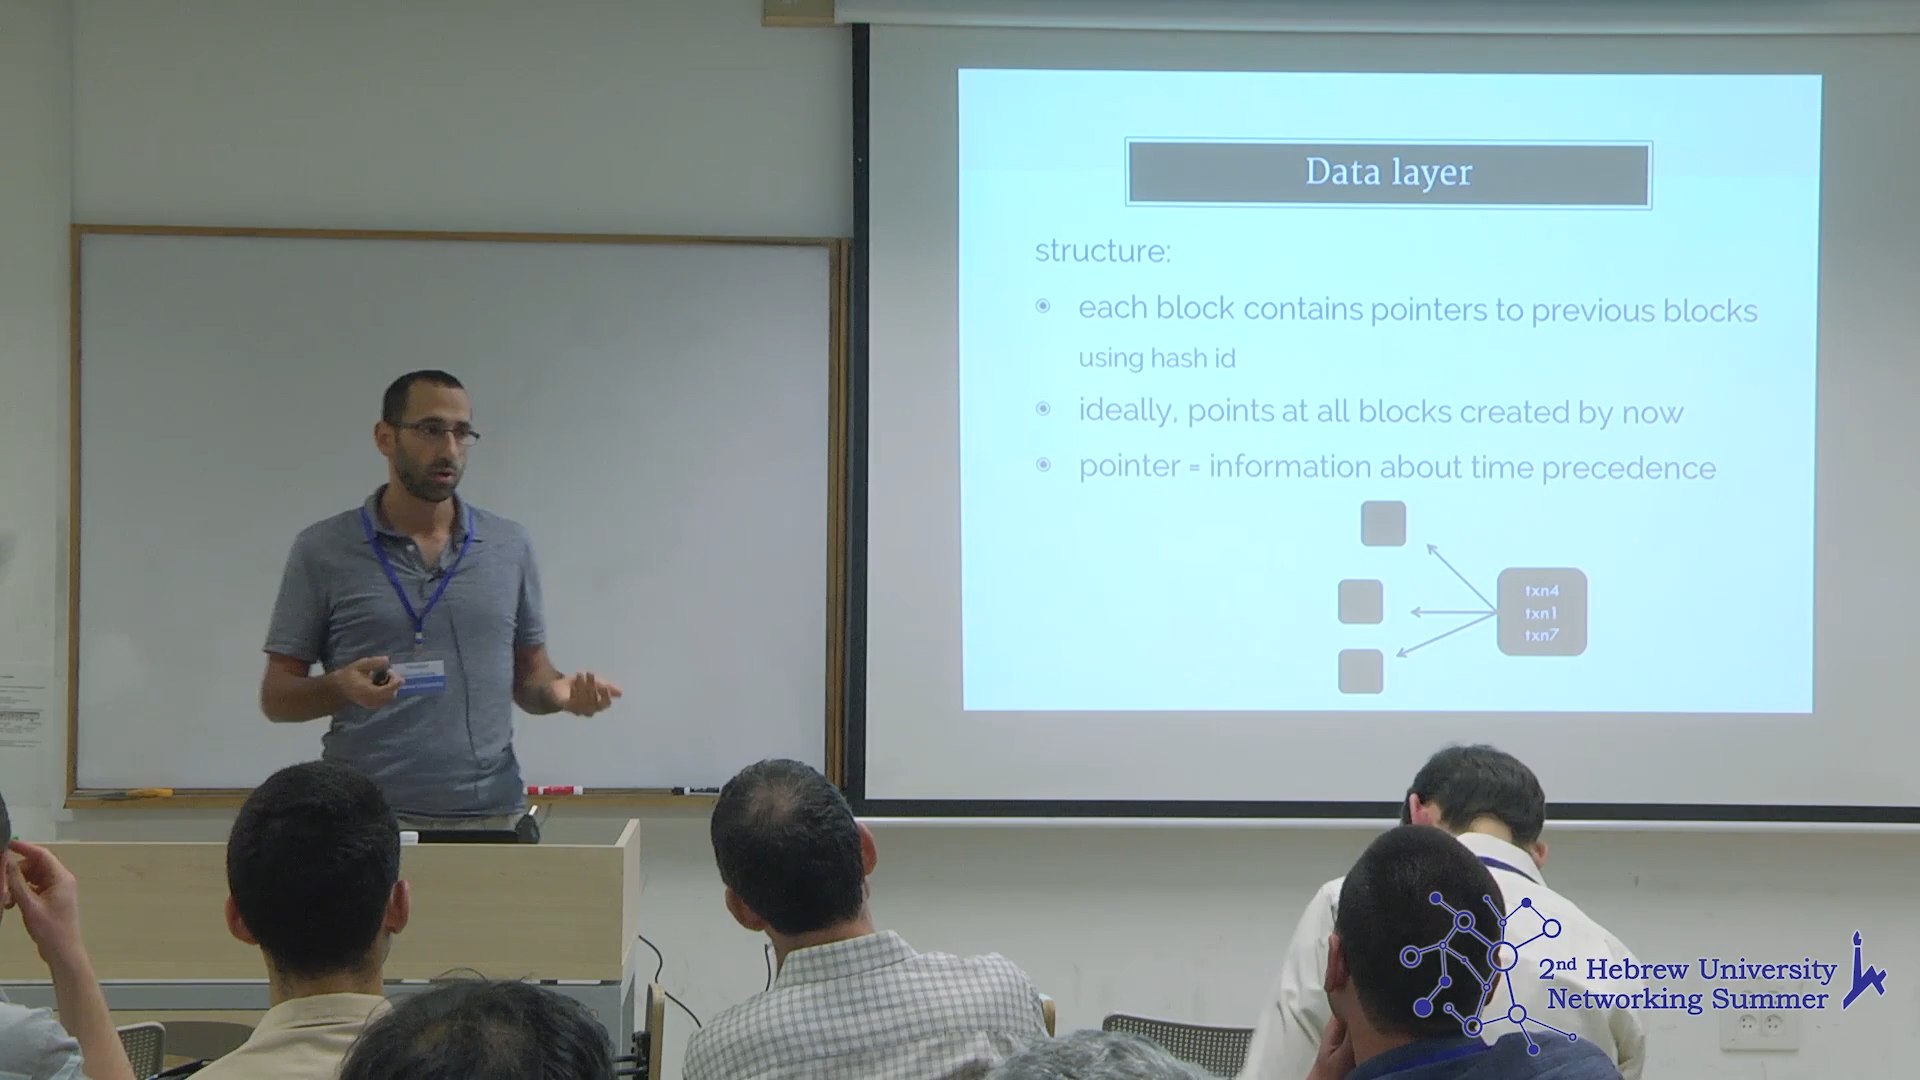 Data layer
structure:
each block contains pointers to previous blocks
using hash id
ideally, points at all blocks created by now
pointer = information about time precedence
txn4
txn1
txn7
2nd Hebrew University
Networking Summer